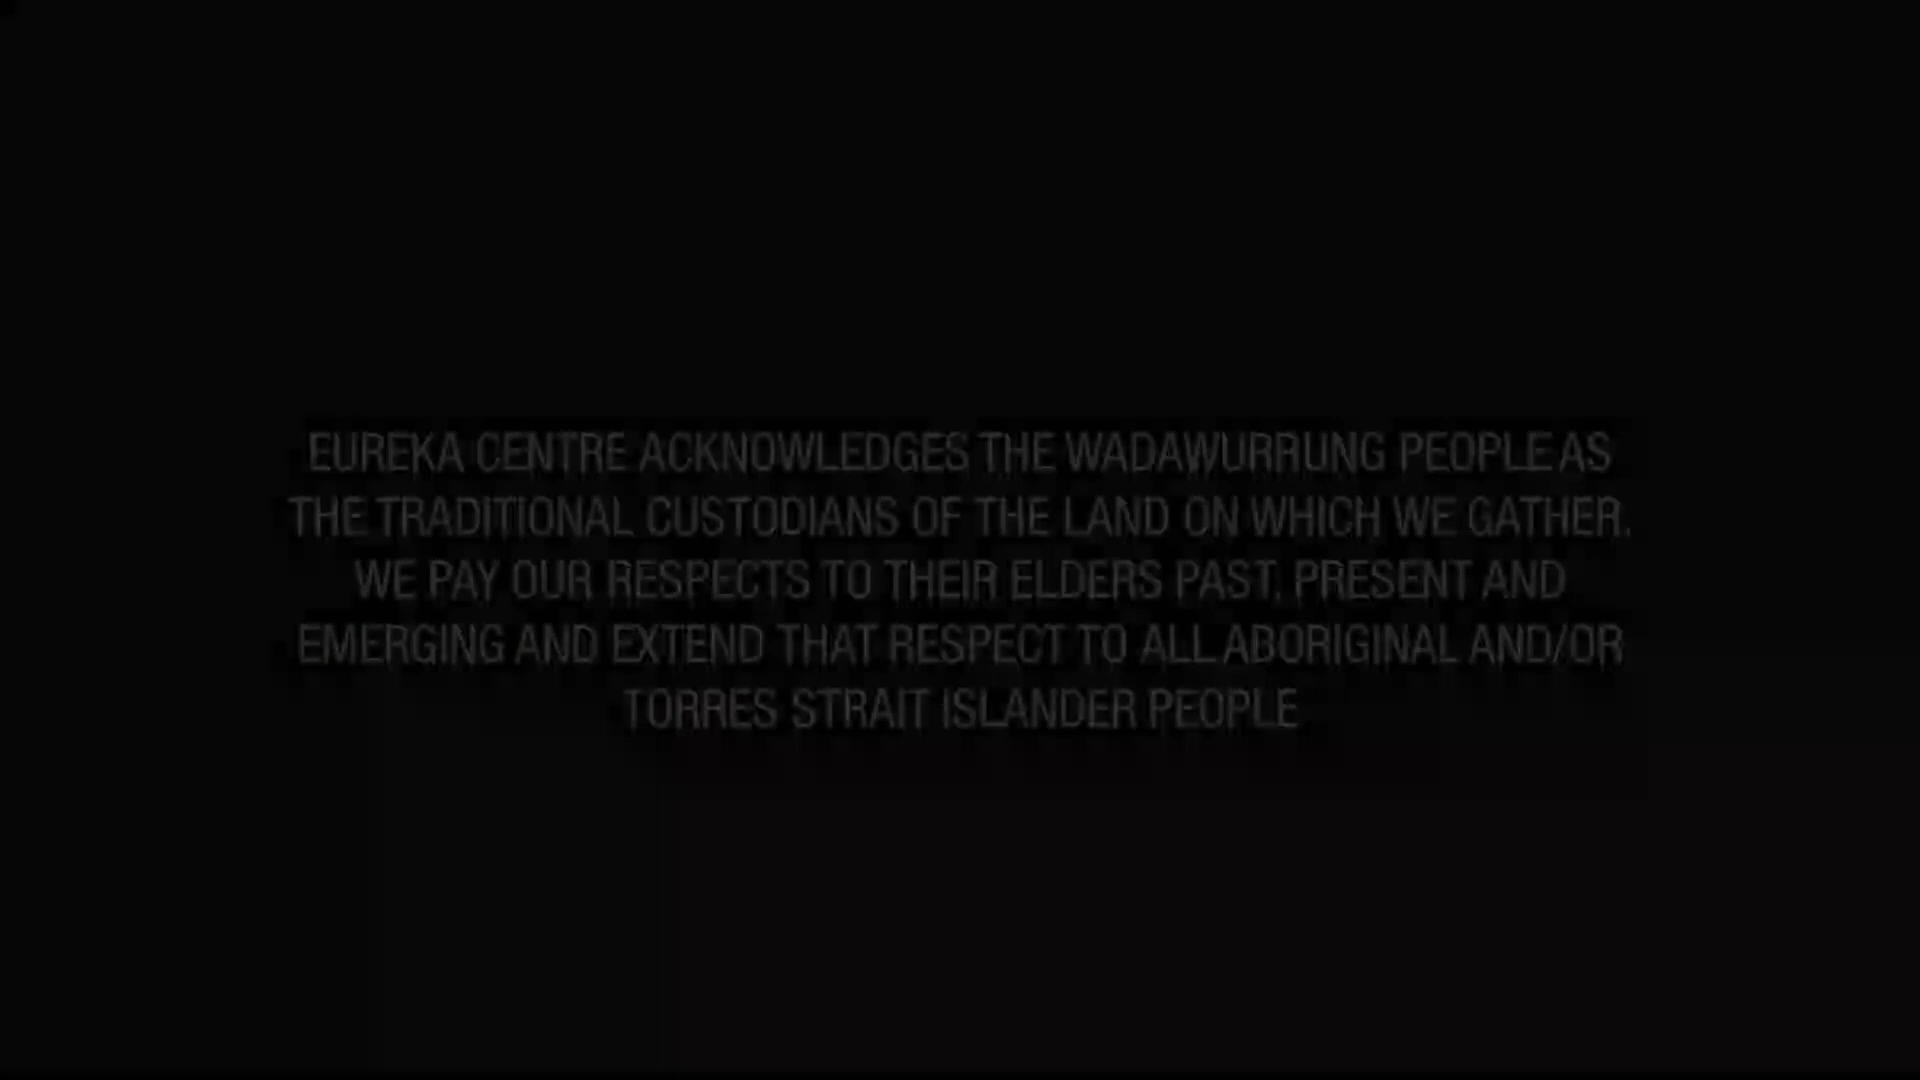 EUREKA CENTRE ACKNOWLEDGES THE WADAWURRUNG PEOPLE AS
THE TRADITIONAL CUSTODIANS OF THE LAND ON WHICH WE GATHER.
WE PAY OUR RESPECTS TO THEIR ELDERS PAST, PRESENT AND
EMERGING AND EXTEND THAT RESPECT TO ALL ABORIGINAL AND/OR
TORRES STRAIT ISLANDER PEOPLE